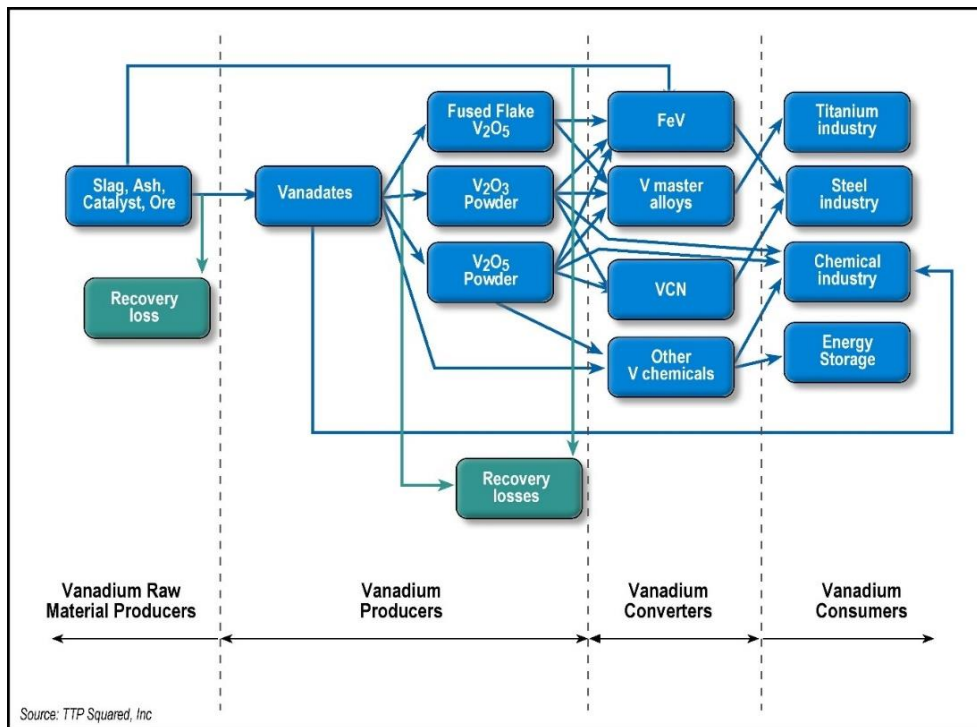 Fused Flake
V₂O₅
FeV
Titanium
industry
Slag, Ash,
Catalyst, Ore
Vanadates
V₂O₃
Powder
V master
alloys
Steel
industry
V₂O₅
Powder
Chemical
industry
Recovery
loss
VCN
Other
V chemicals
Energy
Storage
Recovery
losses
Vanadium Raw
Material Producers
Vanadium
Producers
Vanadium
Converters
Vanadium
Consumers
Source: TTP Squared, Inc